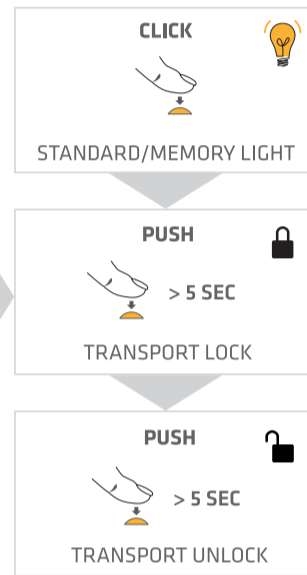 CLICK
STANDARD/MEMORY LIGHT
PUSH
> 5 SEC
TRANSPORT LOCK
PUSH
> 5 SEC
TRANSPORT UNLOCK